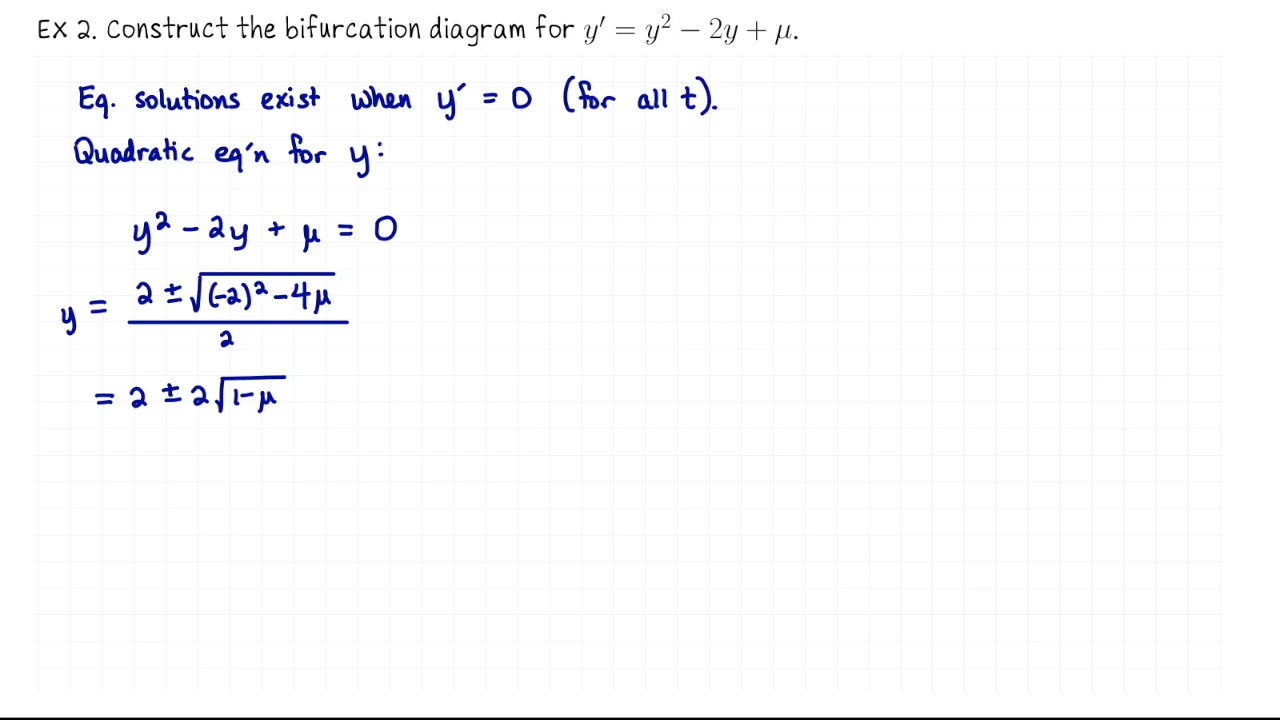 EX 2. Construct the bifurcation diagram for y′ = y² − 2y + μ.
Eq. solutions exist when y′ = 0 (for all t).
Quadratic eq'n for y:
y² − 2y + μ = 0
y = (2 ± √((-2)² − 4μ)) / 2
= 2 ± 2√(1−μ)